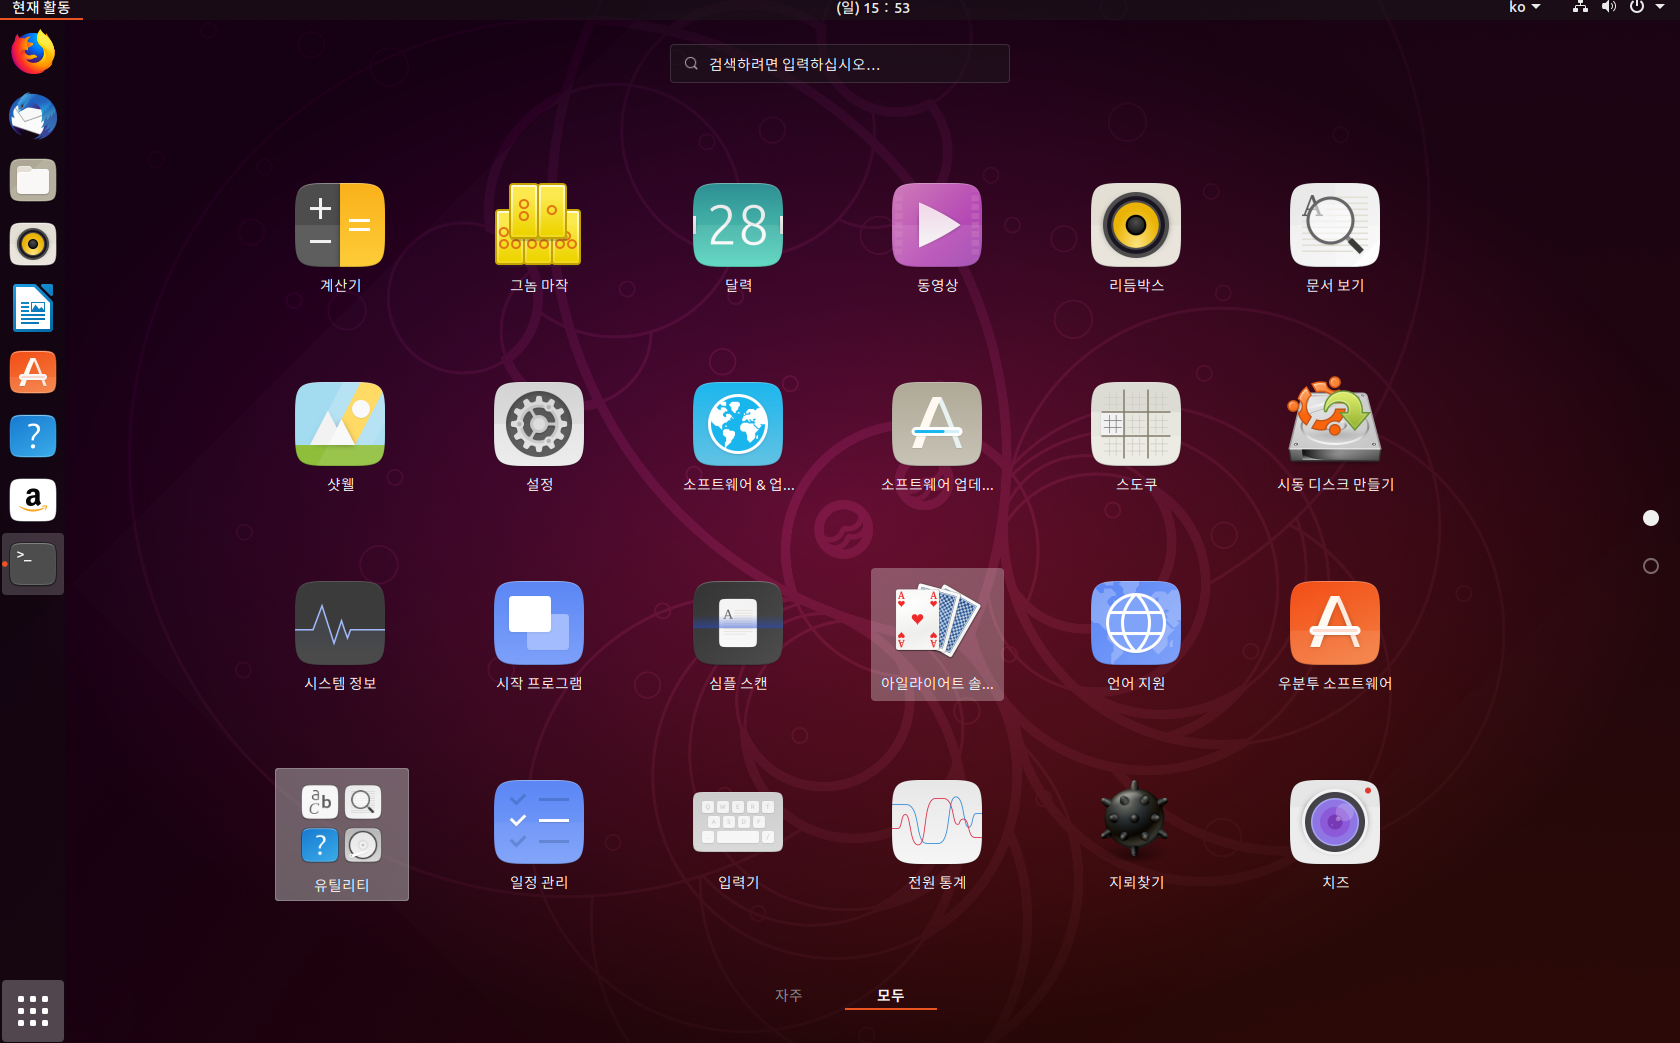 현재 활동
(일) 15 : 53
ko
검색하려면 입력하십시오...
28
계산기
그놈 마작
달력
동영상
리듬박스
문서 보기
샷웰
설정
소프트웨어 & 업...
소프트웨어 업데...
스도쿠
시동 디스크 만들기
시스템 정보
시작 프로그램
심플 스캔
아일라이어트 솔...
언어 지원
우분투 소프트웨어
유틸리티
일정 관리
입력기
전원 통계
지뢰찾기
치즈
자주
모두